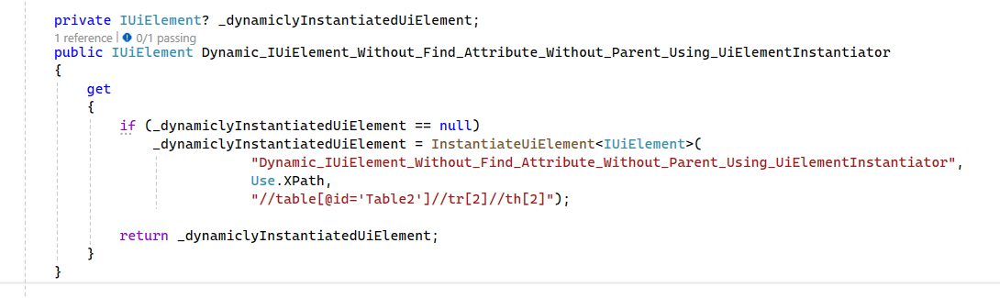 private IUiElement? _dynamiclyInstantiatedUiElement;
1 reference | 0/1 passing
public IUiElement Dynamic_IUiElement_Without_Find_Attribute_Without_Parent_Using_UiElementInstantiator
{
get
{
if (_dynamiclyInstantiatedUiElement == null)
_dynamiclyInstantiatedUiElement = InstantiateUiElement<IUiElement>(
"Dynamic_IUiElement_Without_Find_Attribute_Without_Parent_Using_UiElementInstantiator",
Use.XPath,
"//table[@id='Table2']//tr[2]//th[2]");
return _dynamiclyInstantiatedUiElement;
}
}